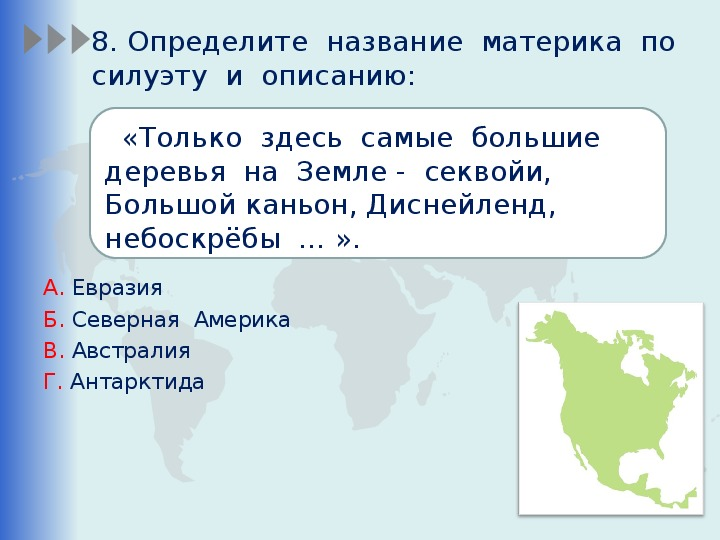 8. Определите название материка по
силуэту и описанию:
«Только здесь самые большие
деревья на Земле - секвойи,
Большой каньон, Диснейленд,
небоскрёбы ... ».
А. Евразия
Б. Северная Америка
В. Австралия
Г. Антарктида